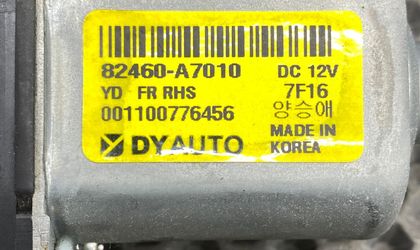 82460-A7010 DC 12V
YD FR RHS 7F16
001100776456 양승애
DYAUTO MADE IN
KOREA